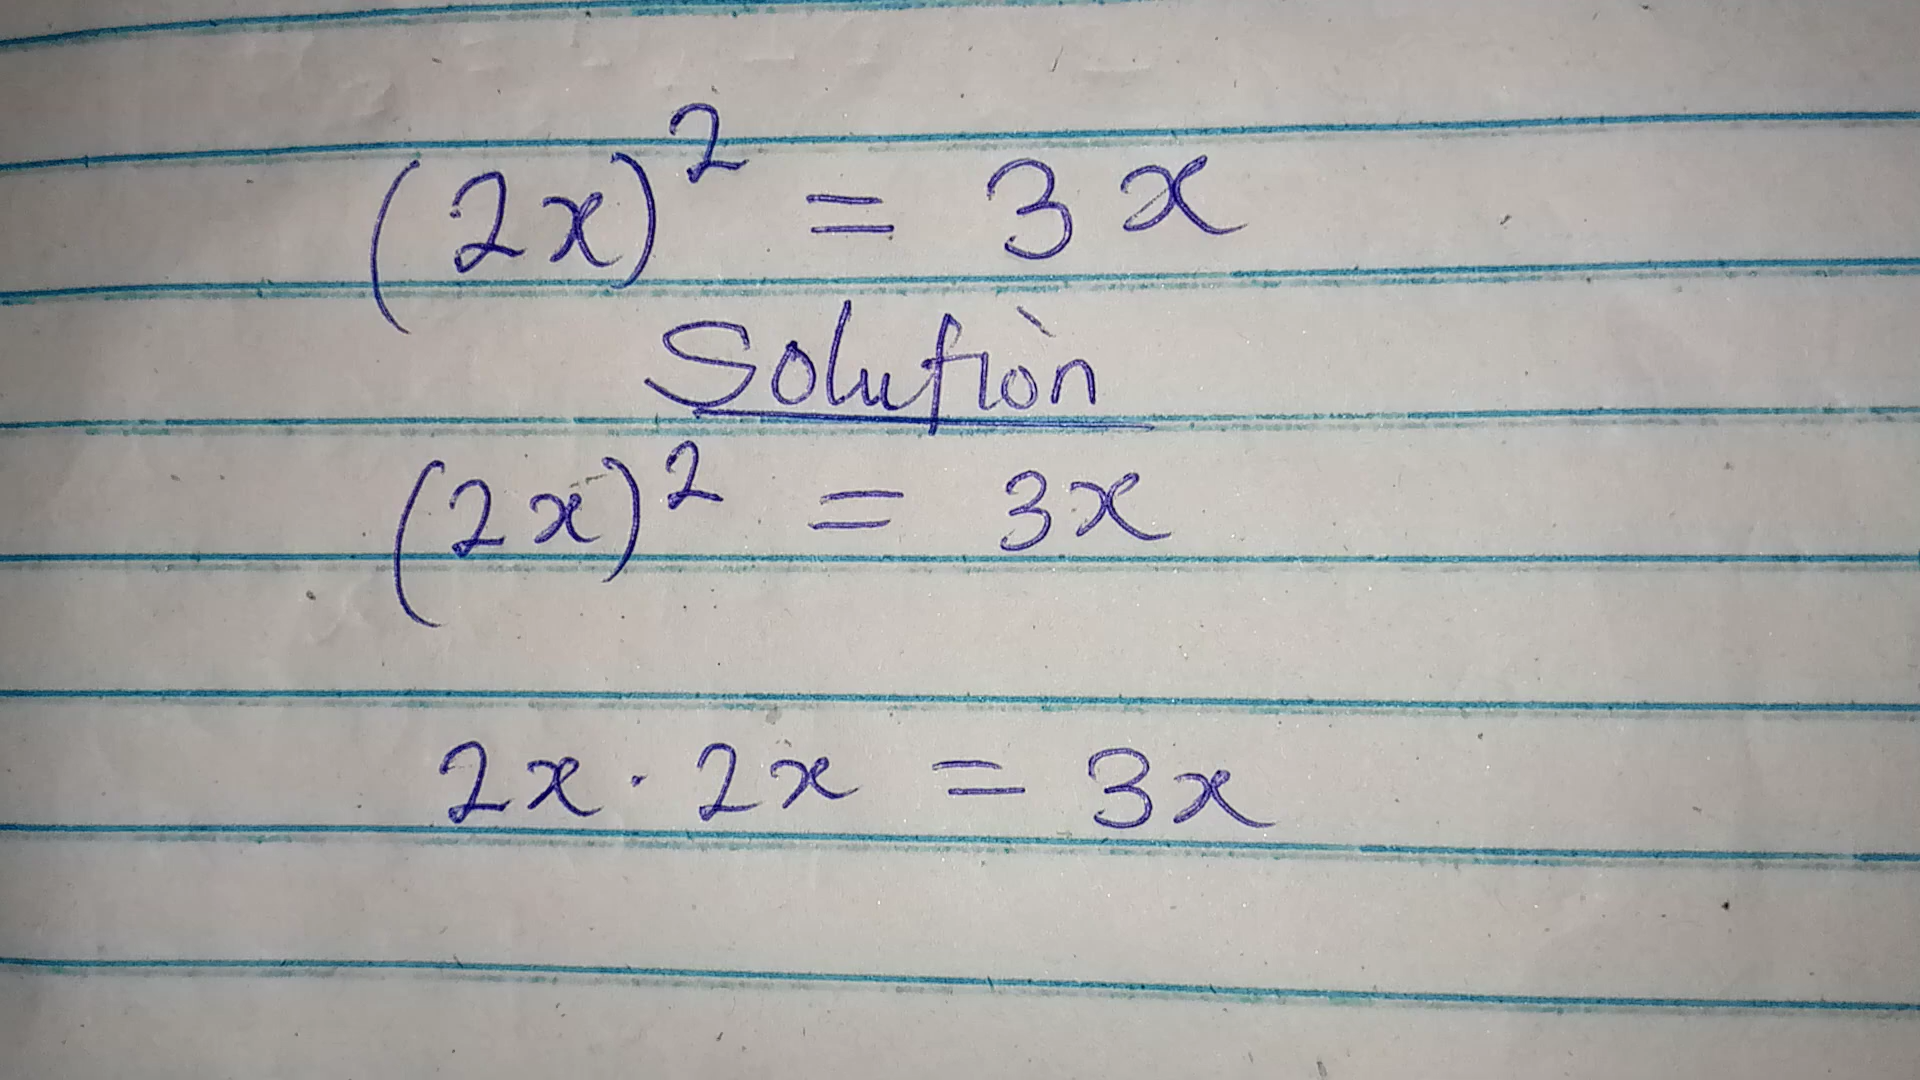 (2x)² = 3x
Solution
(2x)² = 3x
2x · 2x = 3x